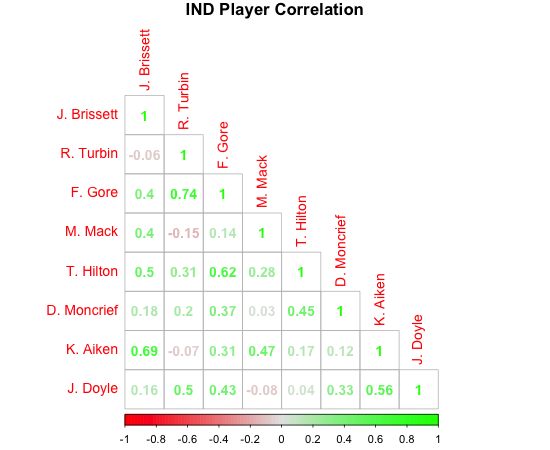 IND Player Correlation
J. Brissett
R. Turbin
F. Gore
M. Mack
T. Hilton
D. Moncrief
K. Aiken
J. Doyle
J. Brissett 1
R. Turbin -0.06 1
F. Gore 0.4 0.74 1
M. Mack 0.4 -0.15 0.14 1
T. Hilton 0.5 0.31 0.62 0.28 1
D. Moncrief 0.18 0.2 0.37 0.03 0.45 1
K. Aiken 0.69 -0.07 0.31 0.47 0.17 0.12 1
J. Doyle 0.16 0.5 0.43 -0.08 0.04 0.33 0.56 1
-1 -0.8 -0.6 -0.4 -0.2 0 0.2 0.4 0.6 0.8 1